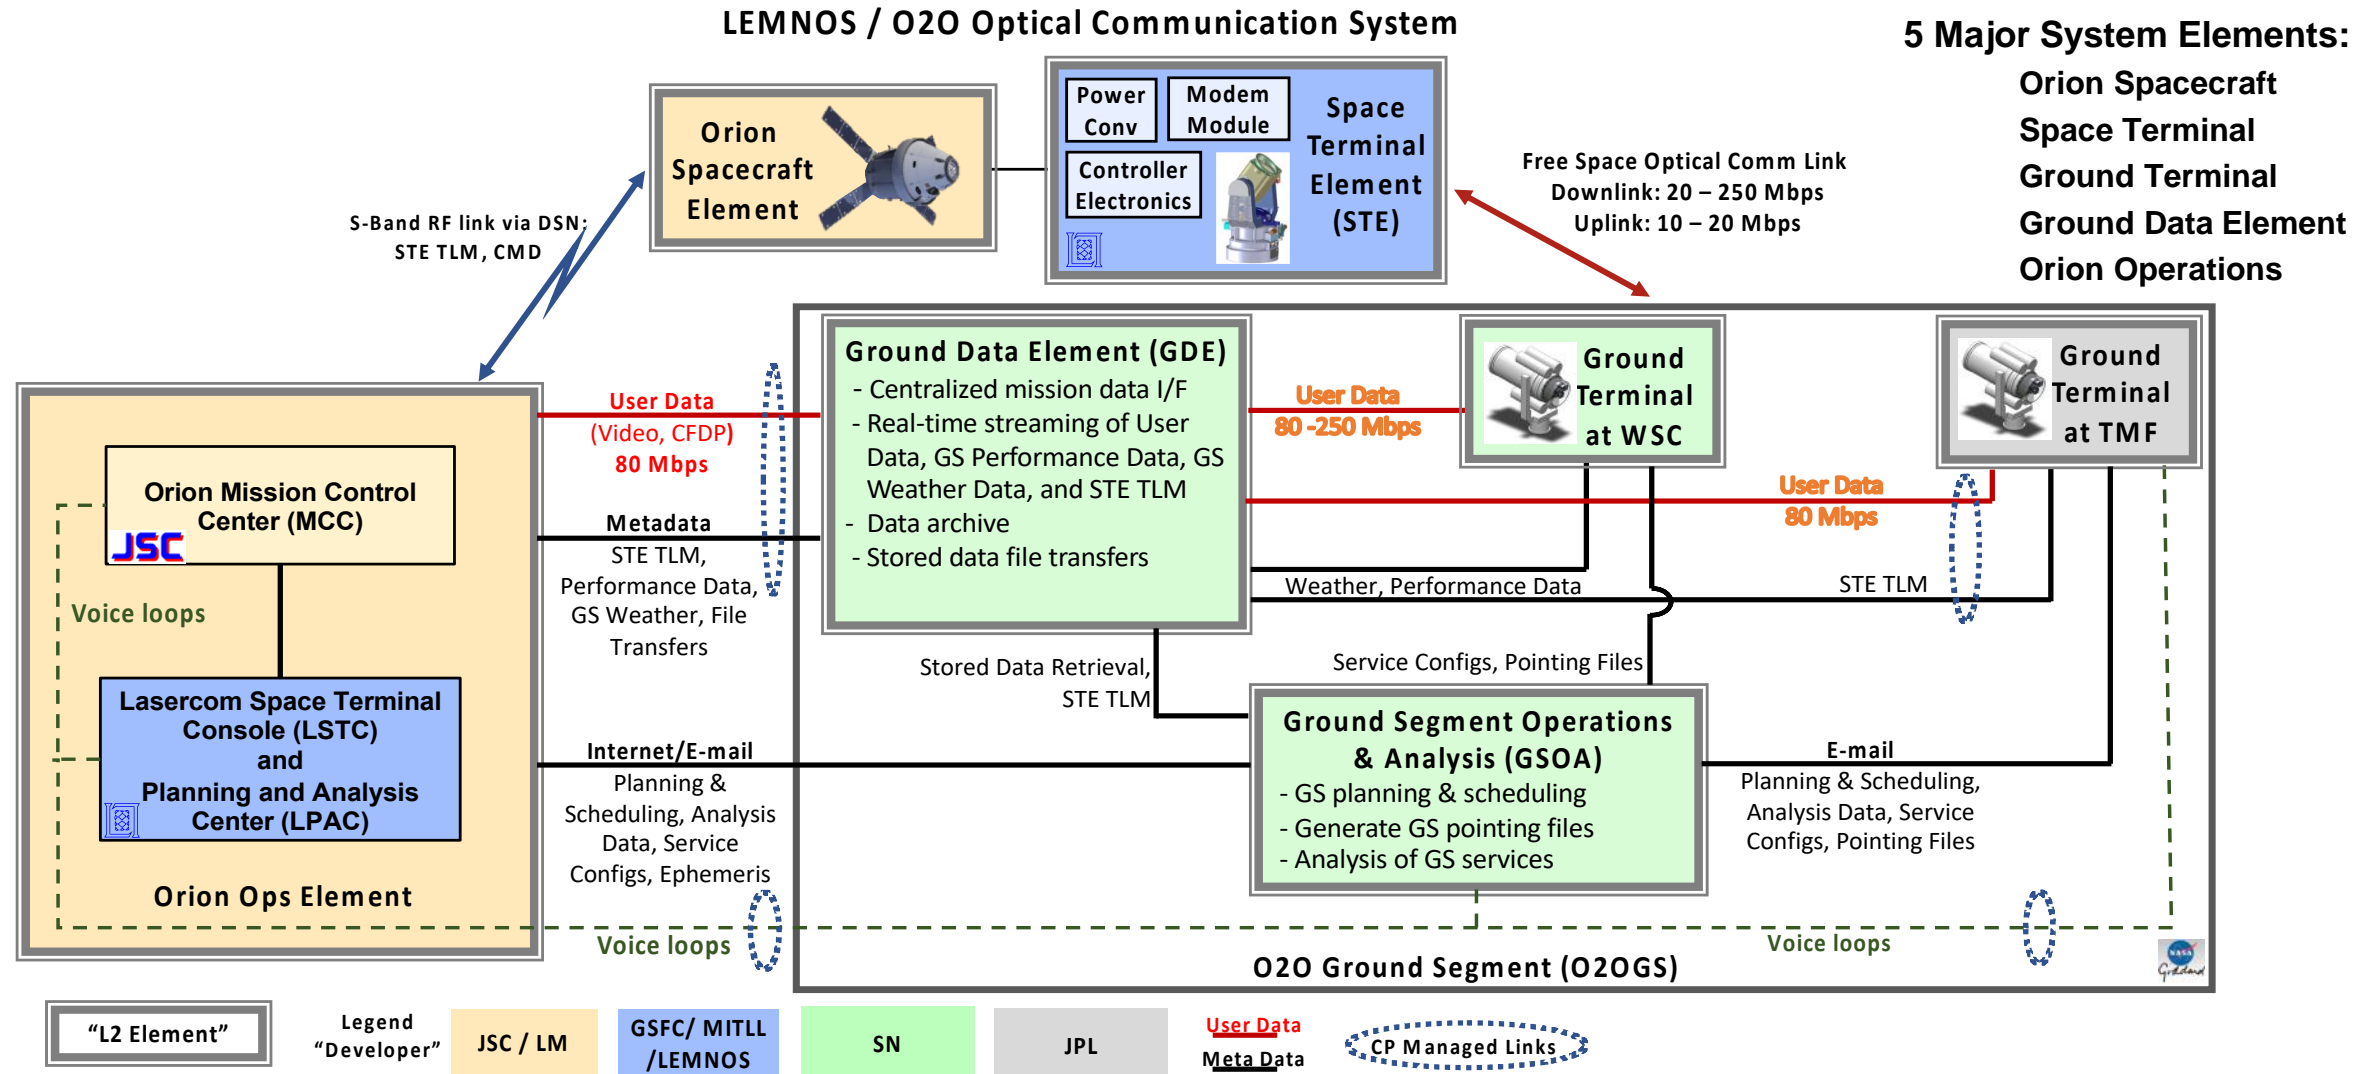 LEMNOS / O2O Optical Communication System
5 Major System Elements:
Orion Spacecraft
Space Terminal
Ground Terminal
Ground Data Element
Orion Operations
Orion
Spacecraft
Element
Power
Conv
Modem
Module
Controller
Electronics
Space
Terminal
Element
(STE)
Free Space Optical Comm Link
Downlink: 20 – 250 Mbps
Uplink: 10 – 20 Mbps
S-Band RF link via DSN:
STE TLM, CMD
Ground Data Element (GDE)
- Centralized mission data I/F
- Real-time streaming of User
Data, GS Performance Data, GS
Weather Data, and STE TLM
- Data archive
- Stored data file transfers
Ground
Terminal
at WSC
Ground
Terminal
at TMF
User Data
(Video, CFDP)
80 Mbps
User Data
80 -250 Mbps
User Data
80 Mbps
Orion Mission Control
Center (MCC)
JSC
Metadata
STE TLM,
Performance Data,
GS Weather, File
Transfers
Weather, Performance Data
STE TLM
Voice loops
Stored Data Retrieval,
STE TLM
Service Configs, Pointing Files
Lasercom Space Terminal
Console (LSTC)
and
Planning and Analysis
Center (LPAC)
Orion Ops Element
Internet/E-mail
Planning &
Scheduling, Analysis
Data, Service
Configs, Ephemeris
Ground Segment Operations
& Analysis (GSOA)
- GS planning & scheduling
- Generate GS pointing files
- Analysis of GS services
E-mail
Planning & Scheduling,
Analysis Data, Service
Configs, Pointing Files
Voice loops
Voice loops
O2O Ground Segment (O2OGS)
NASA
Goddard
"L2 Element"
Legend
"Developer"
JSC / LM
GSFC/ MITLL
/LEMNOS
SN
JPL
User Data
Meta Data
CP Managed Links